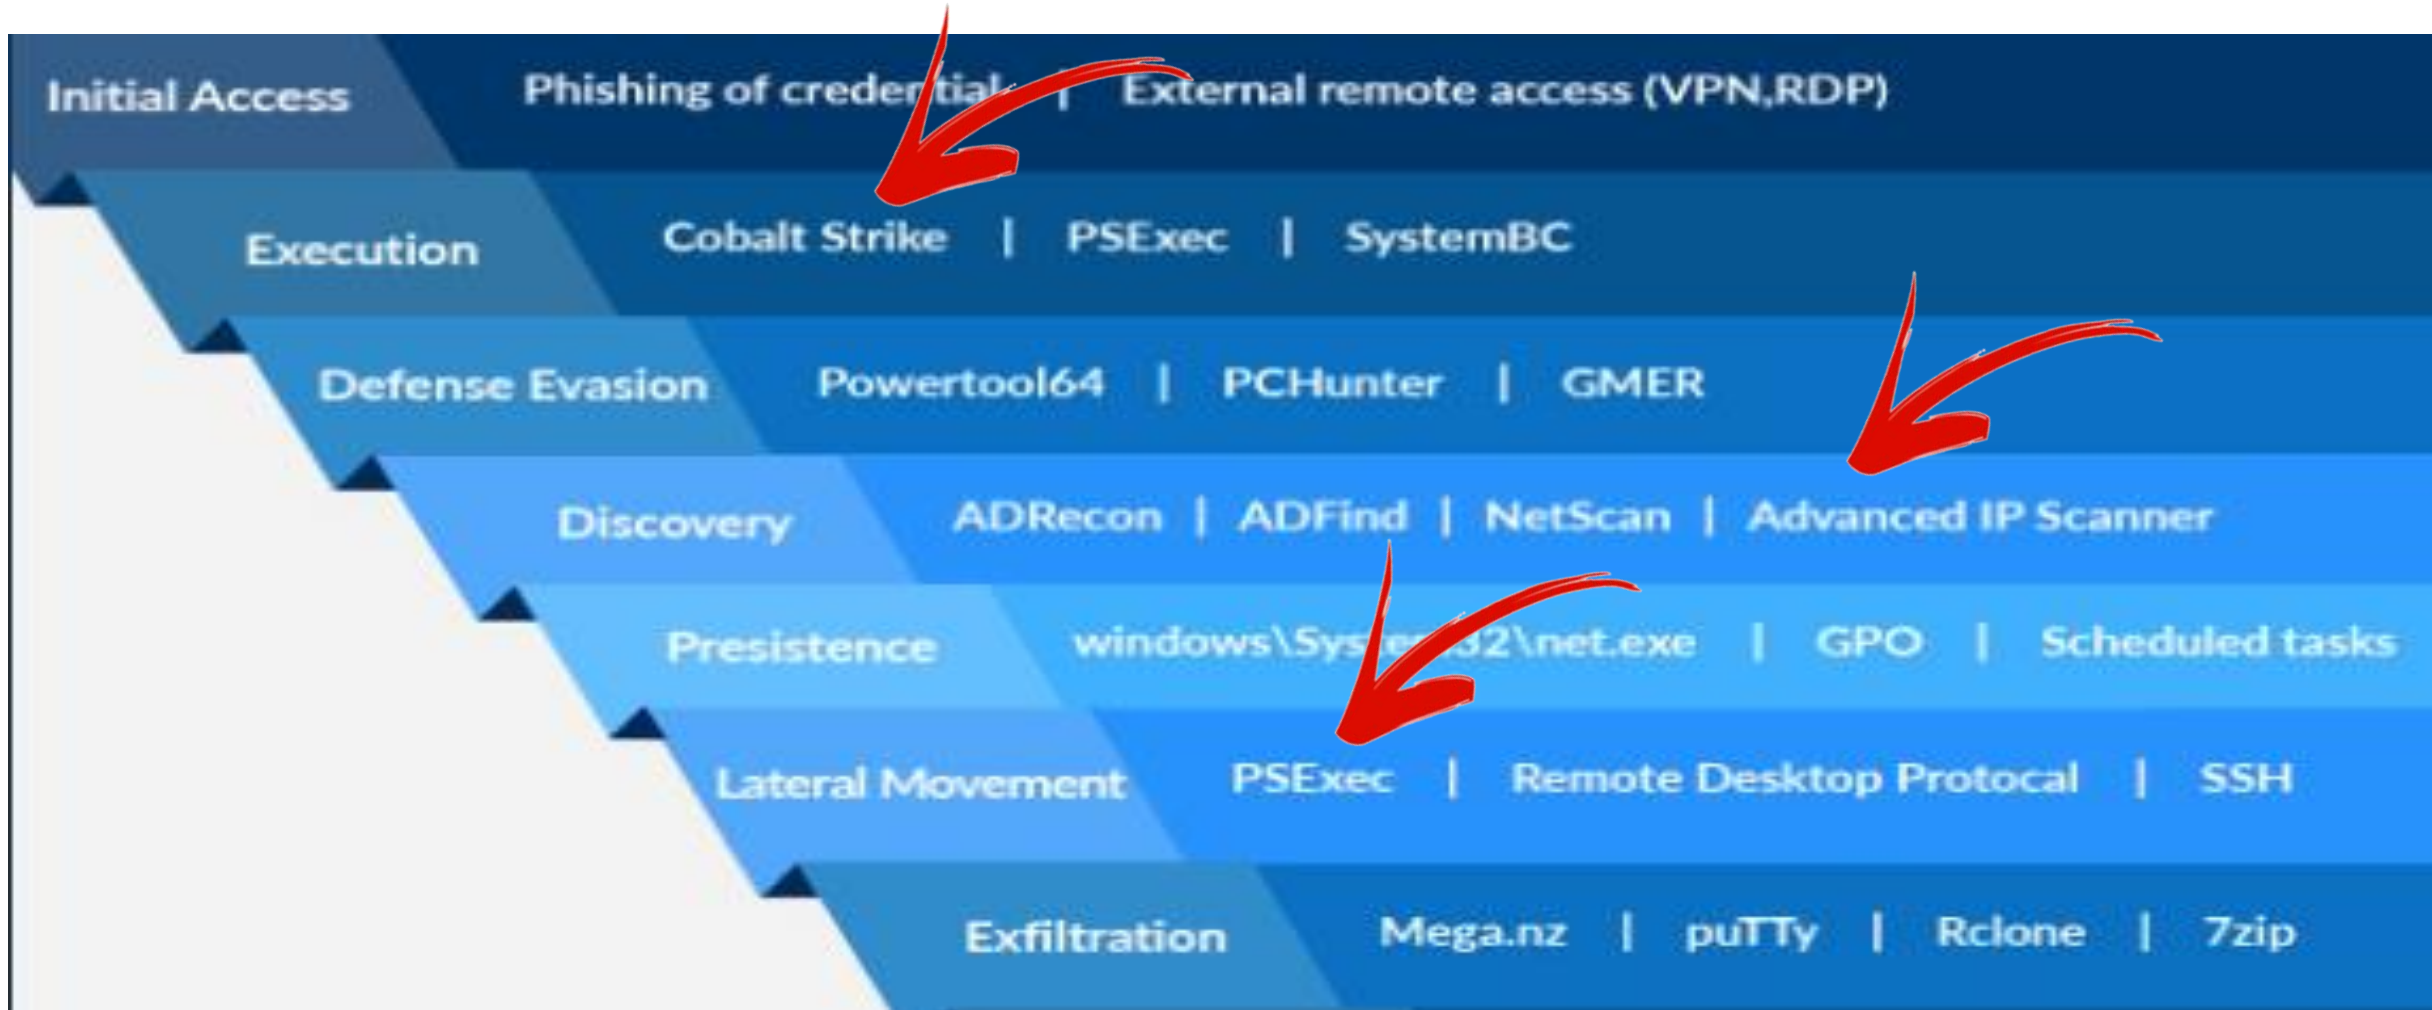 Initial Access Phishing of credentials | External remote access (VPN,RDP)
Execution Cobalt Strike | PSExec | SystemBC
Defense Evasion Powertool64 | PCHunter | GMER
Discovery ADRecon | ADFind | NetScan | Advanced IP Scanner
Presistence windows\System32\net.exe | GPO | Scheduled tasks
Lateral Movement PSExec | Remote Desktop Protocal | SSH
Exfiltration Mega.nz | puTTy | Rclone | 7zip